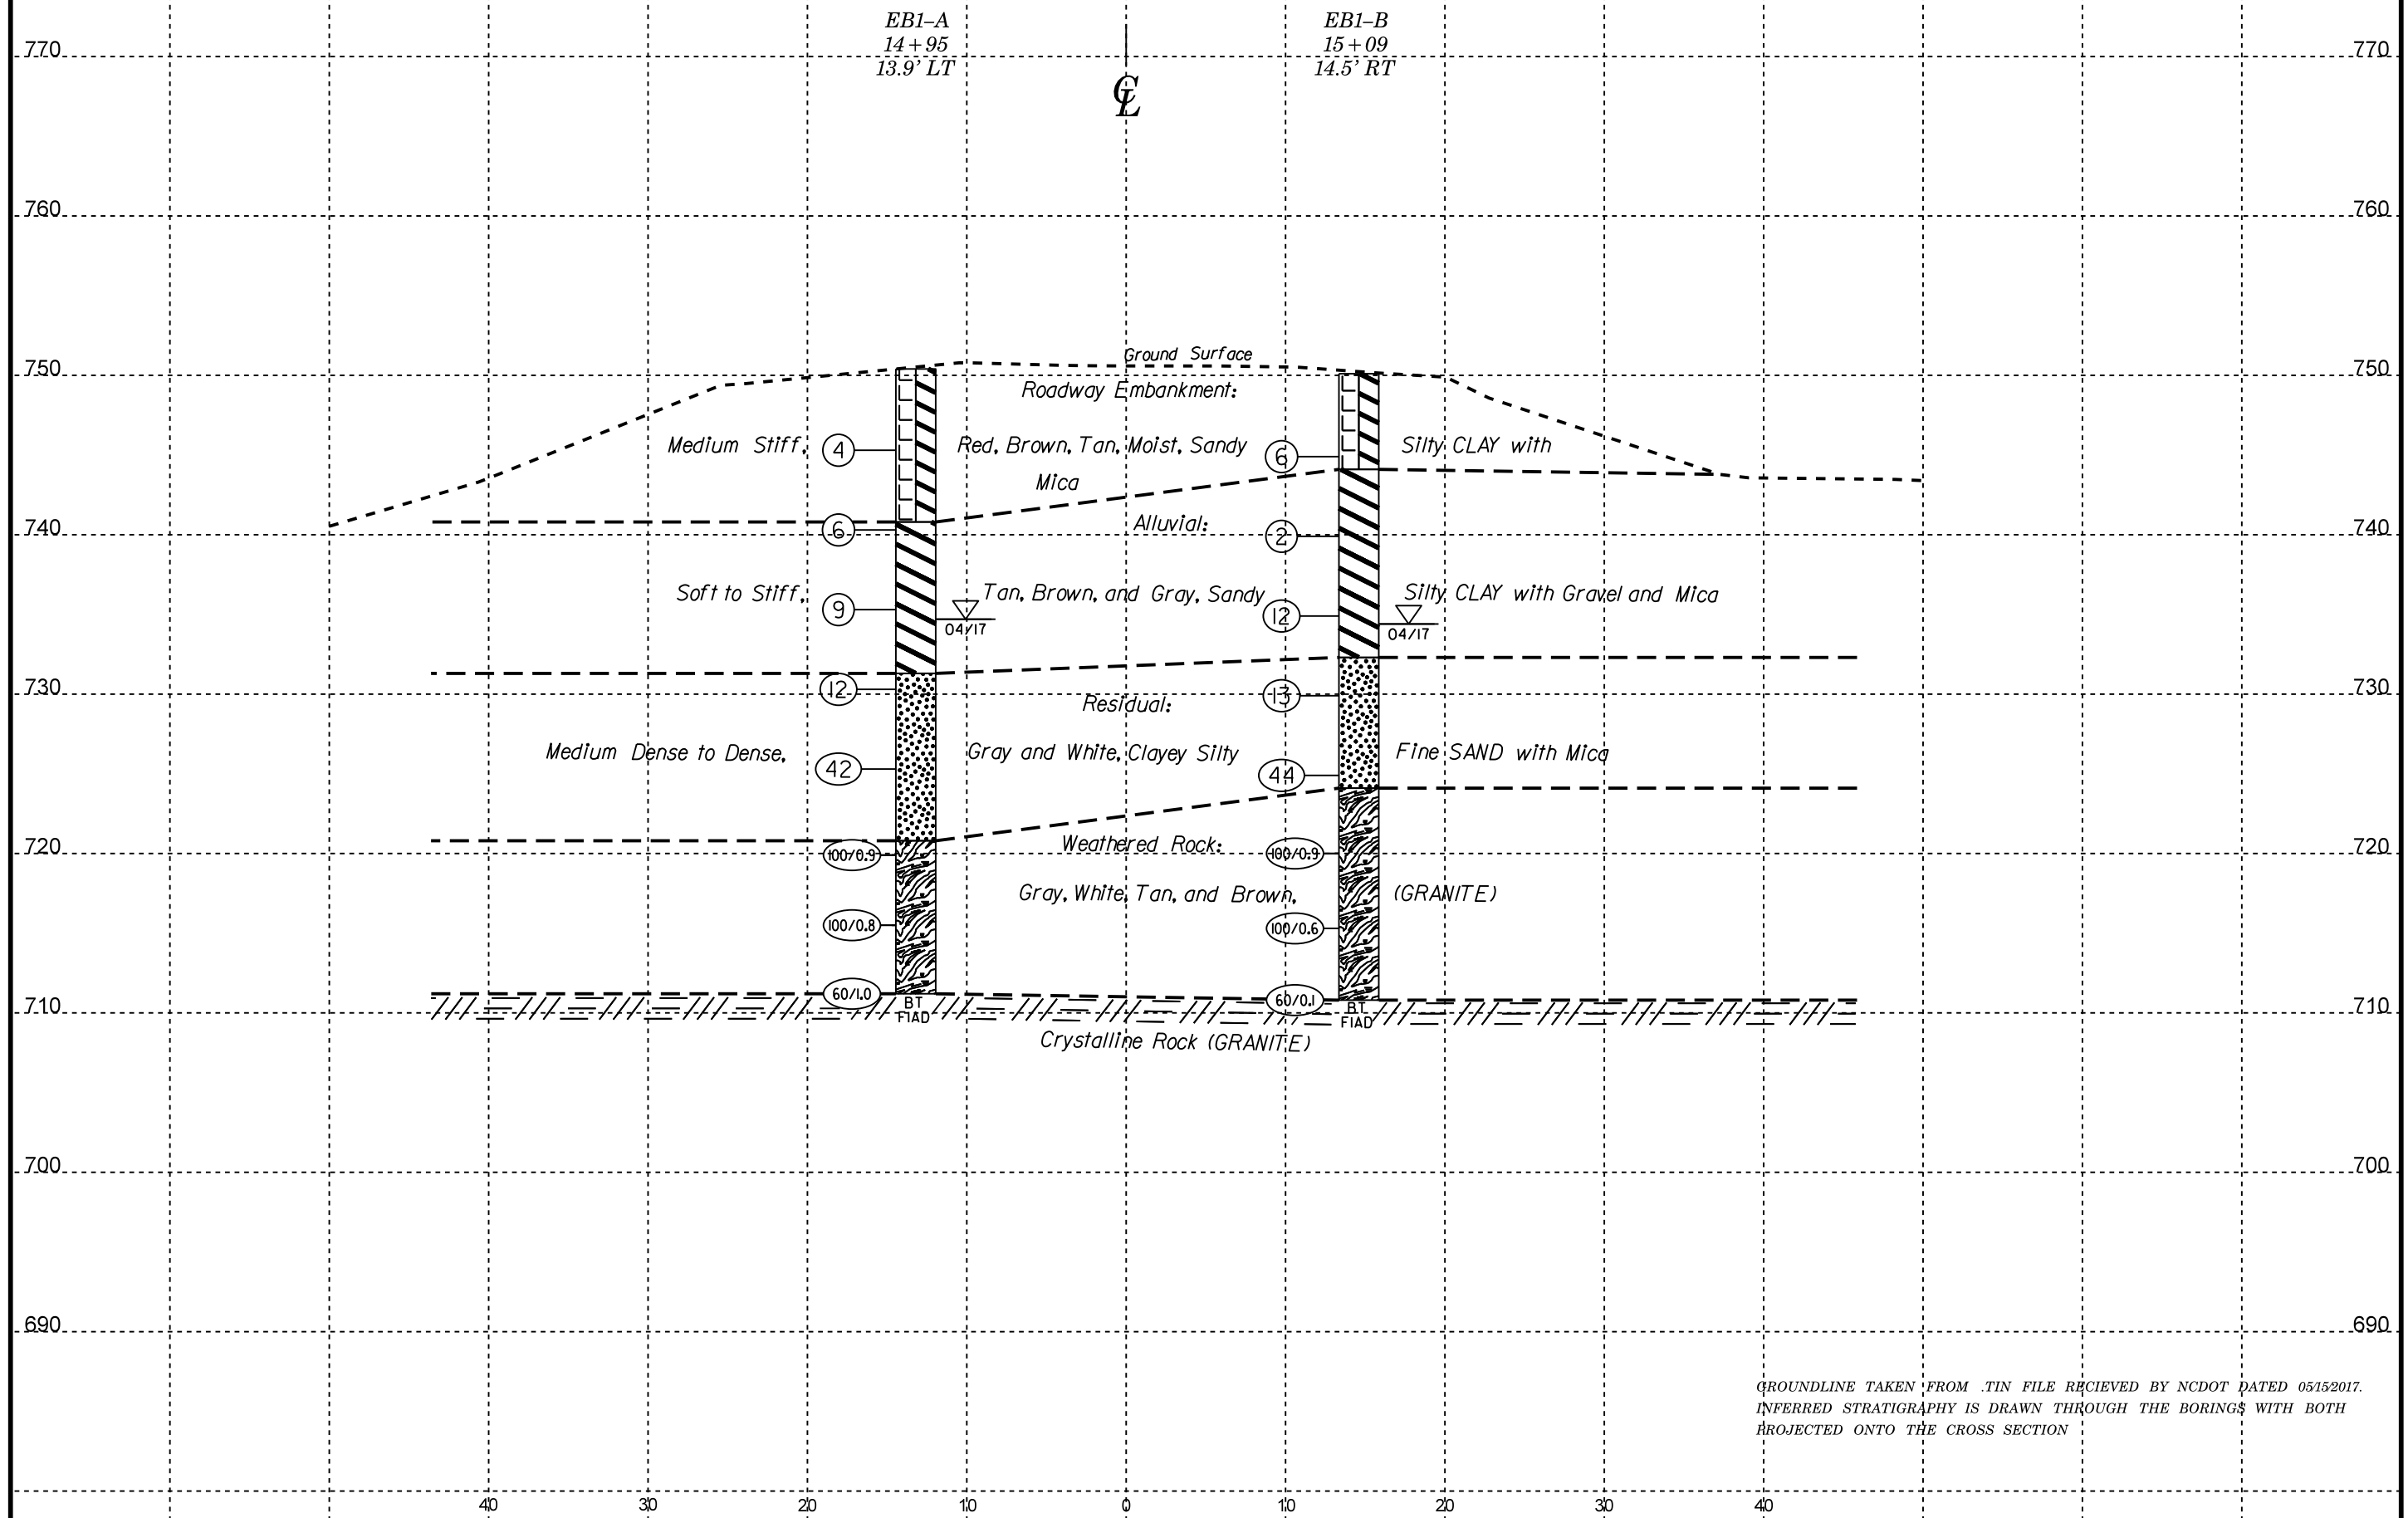 EB1-A
14+95
13.9' LT
EB1-B
15+09
14.5' RT
CL
770 770
760 760
Ground Surface
750 750
Roadway Embankment:
Medium Stiff, 4 Red, Brown, Tan, Moist, Sandy 6 Silty CLAY with
Mica
Alluvial:
740 6 2 740
Soft to Stiff, 9 Tan, Brown, and Gray, Sandy 12 Silty CLAY with Gravel and Mica
04/17 04/17
730 12 13 730
Residual:
Medium Dense to Dense, 42 Gray and White, Clayey Silty 44 Fine SAND with Mica
Weathered Rock:
720 100/0.9 100/0.9 720
Gray, White, Tan, and Brown, (GRANITE)
100/0.8 100/0.6
60/1.0 60/0.1
710 BT BT 710
FIAD FIAD
Crystalline Rock (GRANITE)
700 700
690 690
GROUNDLINE TAKEN FROM .TIN FILE RECIEVED BY NCDOT DATED 05/15/2017.
INFERRED STRATIGRAPHY IS DRAWN THROUGH THE BORINGS WITH BOTH
PROJECTED ONTO THE CROSS SECTION
40 30 20 10 0 10 20 30 40